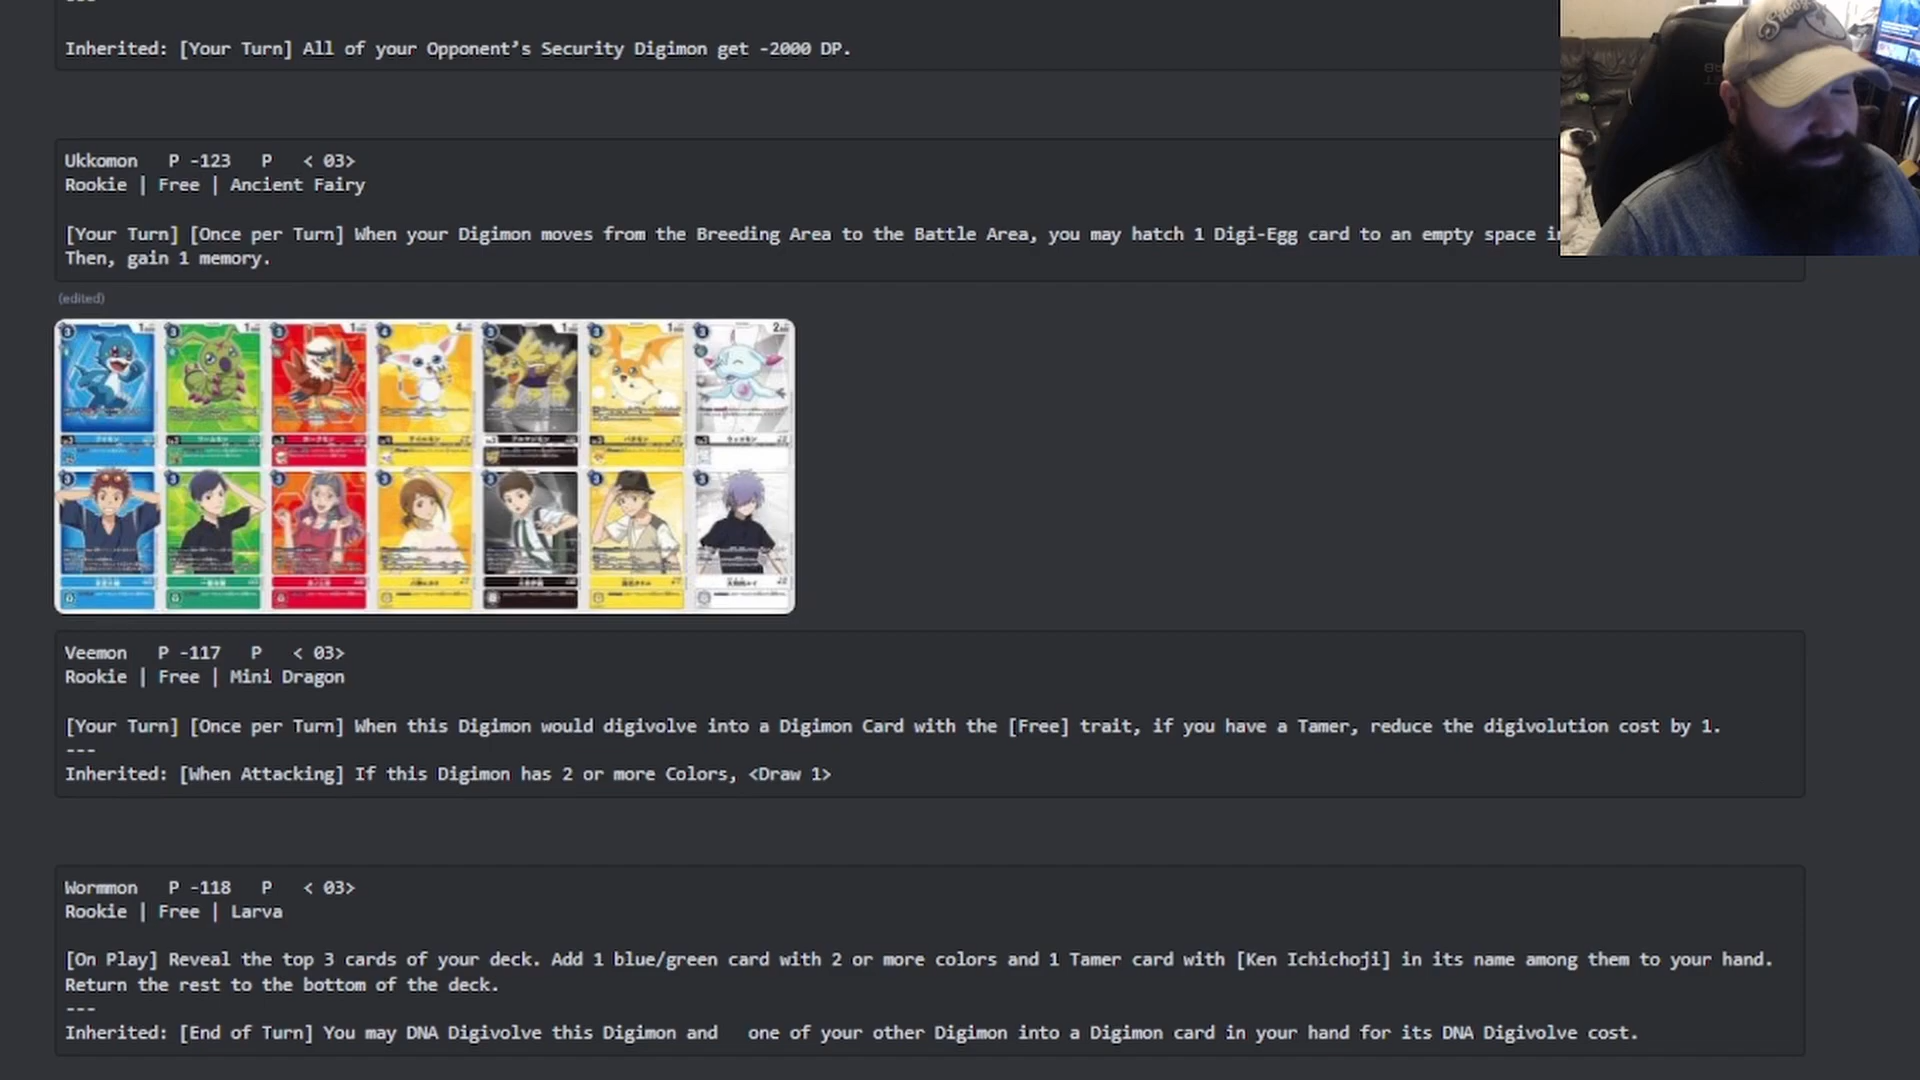 ---
Inherited: [Your Turn] All of your Opponent’s Security Digimon get -2000 DP.
Ukkomon P -123 P < 03>
Rookie | Free | Ancient Fairy
[Your Turn] [Once per Turn] When your Digimon moves from the Breeding Area to the Battle Area, you may hatch 1 Digi-Egg card to an empty space
Then, gain 1 memory.
(edited)
Veemon P -117 P < 03>
Rookie | Free | Mini Dragon
[Your Turn] [Once per Turn] When this Digimon would digivolve into a Digimon Card with the [Free] trait, if you have a Tamer, reduce the digivolution cost by 1.
---
Inherited: [When Attacking] If this Digimon has 2 or more Colors, <Draw 1>
Wormmon P -118 P < 03>
Rookie | Free | Larva
[On Play] Reveal the top 3 cards of your deck. Add 1 blue/green card with 2 or more colors and 1 Tamer card with [Ken Ichichoji] in its name among them to your hand.
Return the rest to the bottom of the deck.
---
Inherited: [End of Turn] You may DNA Digivolve this Digimon and one of your other Digimon into a Digimon card in your hand for its DNA Digivolve cost.